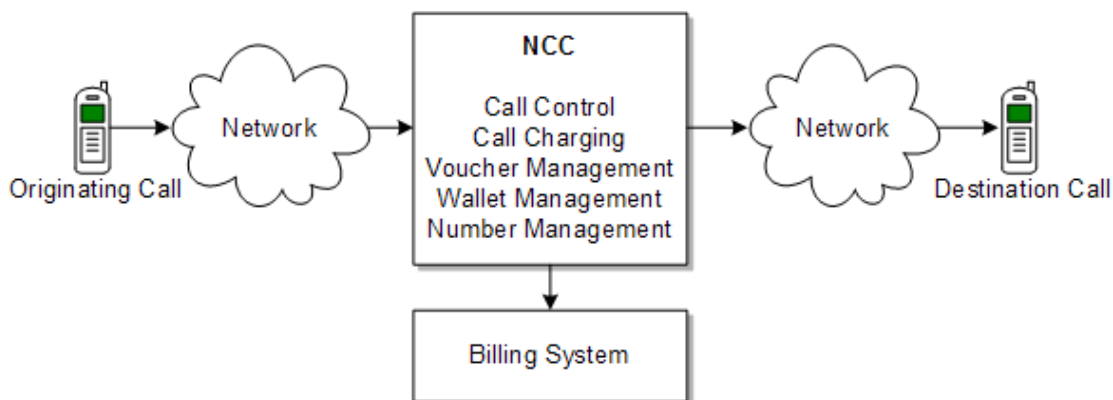 NCC
Call Control
Call Charging
Voucher Management
Wallet Management
Number Management
Network
Network
Originating Call
Destination Call
Billing System